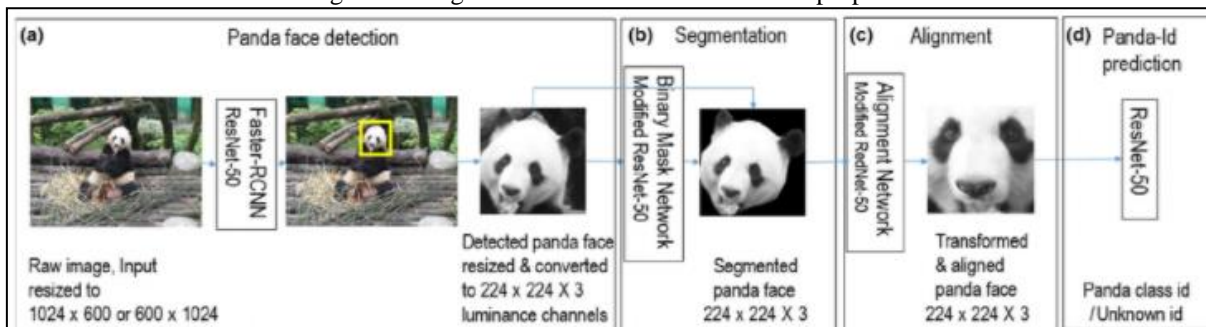 (a)
Panda face detection
Faster-RCNN
ResNet-50
Raw image, Input
resized to
1024 x 600 or 600 x 1024
Detected panda face
resized & converted
to 224 x 224 X 3
luminance channels
(b) Segmentation
Binary Mask Network
Modified ResNet-50
Segmented
panda face
224 x 224 X 3
(c) Alignment
Alignment Network
Modified RedNet-50
Transformed
& aligned
panda face
224 x 224 X 3
(d) Panda-Id
prediction
ResNet-50
Panda class id
/Unknown id